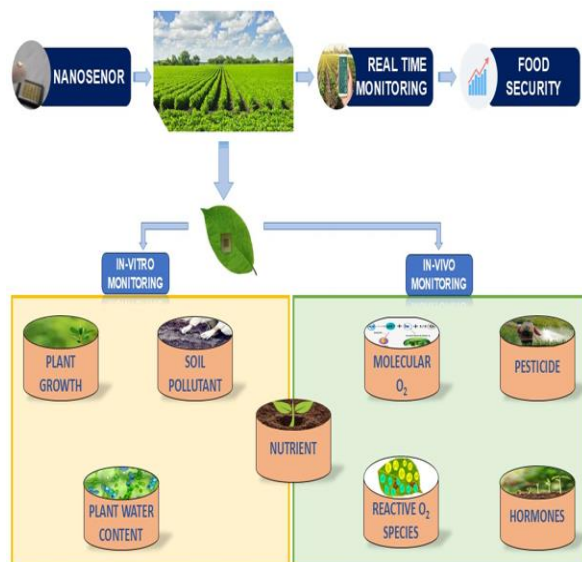 NANOSENOR
REAL TIME
MONITORING
FOOD
SECURITY
IN-VITRO
MONITORING
IN-VIVO
MONITORING
PLANT
GROWTH
SOIL
POLLUTANT
MOLECULAR
O₂
PESTICIDE
NUTRIENT
PLANT WATER
CONTENT
REACTIVE O₂
SPECIES
HORMONES